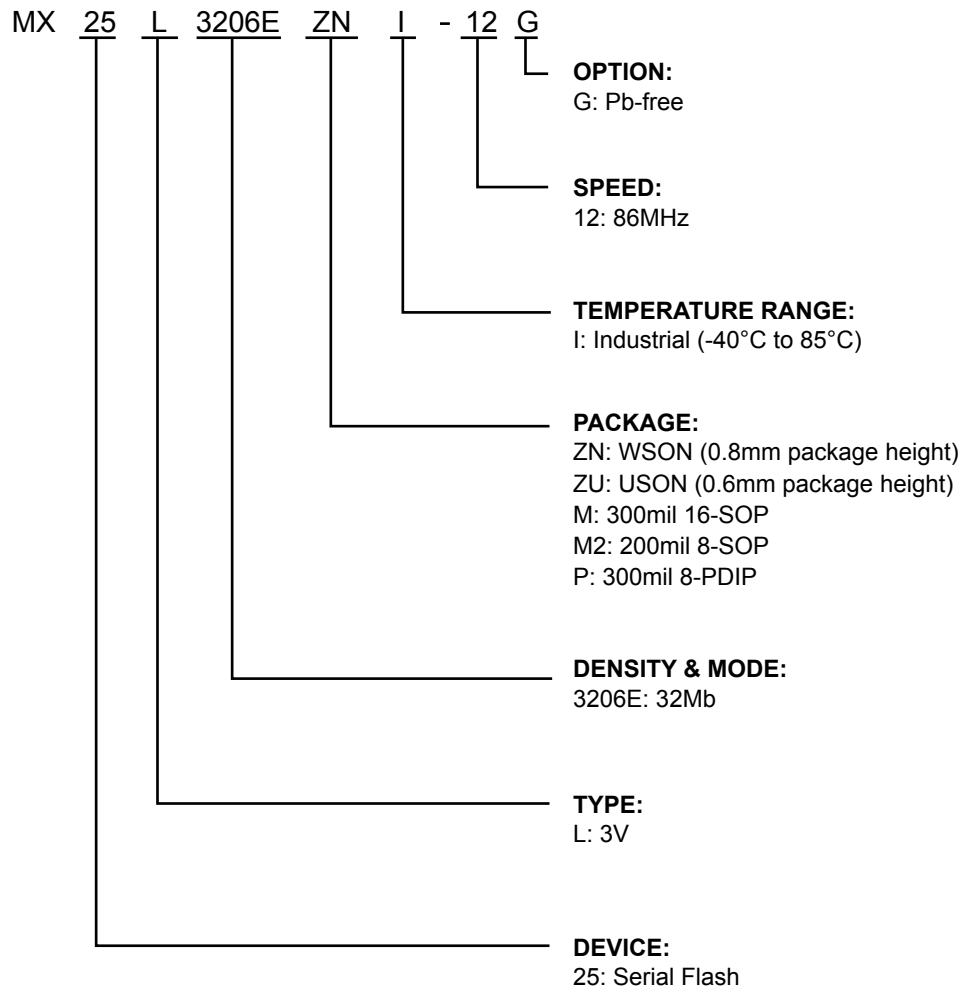 MX 25 L 3206E ZN I - 12 G
OPTION:
G: Pb-free
SPEED:
12: 86MHz
TEMPERATURE RANGE:
I: Industrial (-40°C to 85°C)
PACKAGE:
ZN: WSON (0.8mm package height)
ZU: USON (0.6mm package height)
M: 300mil 16-SOP
M2: 200mil 8-SOP
P: 300mil 8-PDIP
DENSITY & MODE:
3206E: 32Mb
TYPE:
L: 3V
DEVICE:
25: Serial Flash